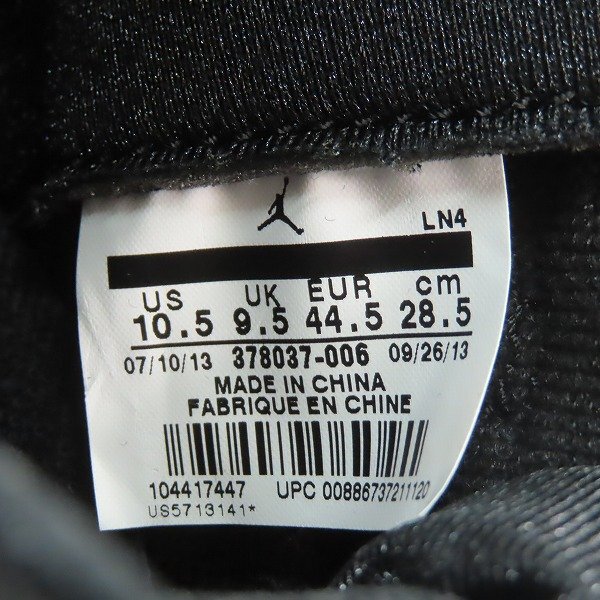 LN4
US UK EUR cm
10.5 9.5 44.5 28.5
07/10/13 378037-006 09/26/13
MADE IN CHINA
FABRIQUE EN CHINE
104417447 UPC 00886737211120
US5713141*